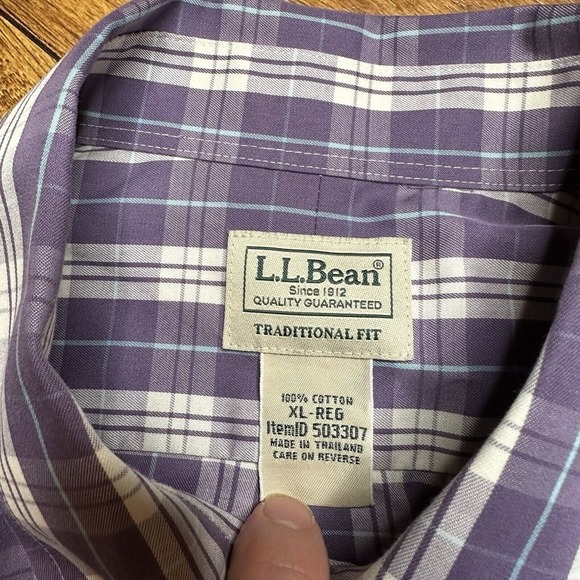 L.L.Bean®
Since 1912
QUALITY GUARANTEED
TRADITIONAL FIT
100% COTTON
XL-REG
ItemID 503307
MADE IN THAILAND
CARE ON REVERSE